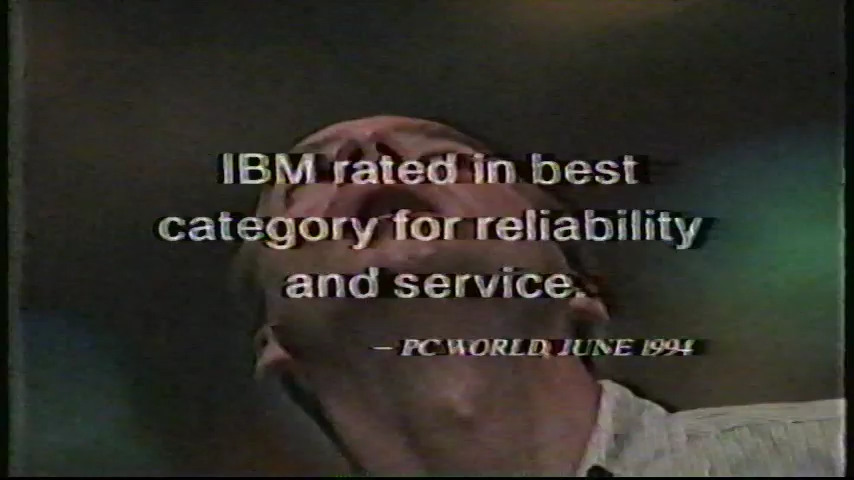 IBM rated in best
category for reliability
and service.
– PC WORLD, JUNE 1994